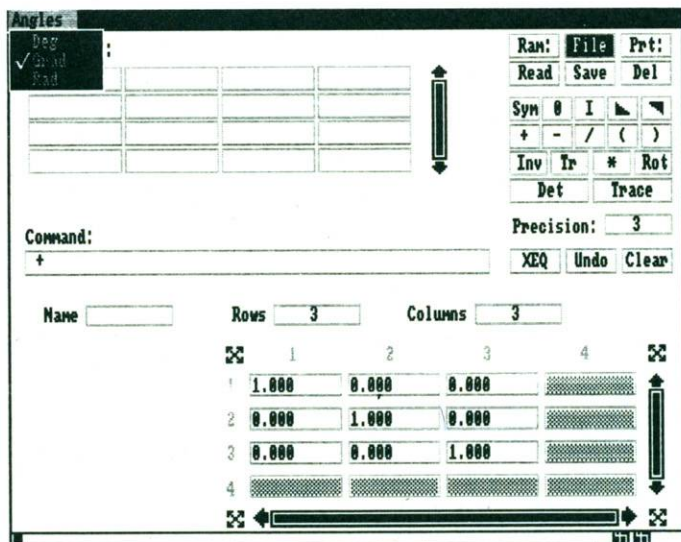 Angles
Deg
✓Grad
Rad
:
Ram: File Prt:
Read Save Del
Sym 0 I
+ - / ( )
Inv Tr * Rot
Det Trace
Precision: 3
Command:
+
XEQ Undo Clear
Name Rows 3 Columns 3
1 2 3 4
1 1.000 0.000 0.000
2 0.000 1.000 0.000
3 0.000 0.000 1.000
4